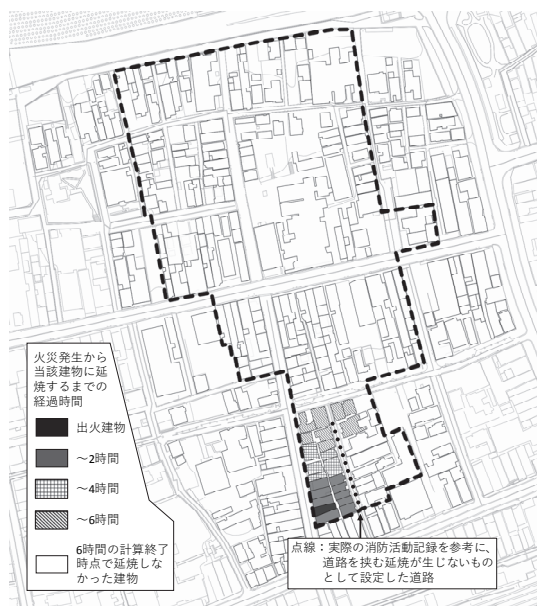 火災発生から
当該建物に延
焼するまでの
経過時間
出火建物
～2時間
～4時間
～6時間
6時間の計算終了
時点で延焼しな
かった建物
点線：実際の消防活動記録を参考に、
道路を挟む延焼が生じないもの
として設定した道路